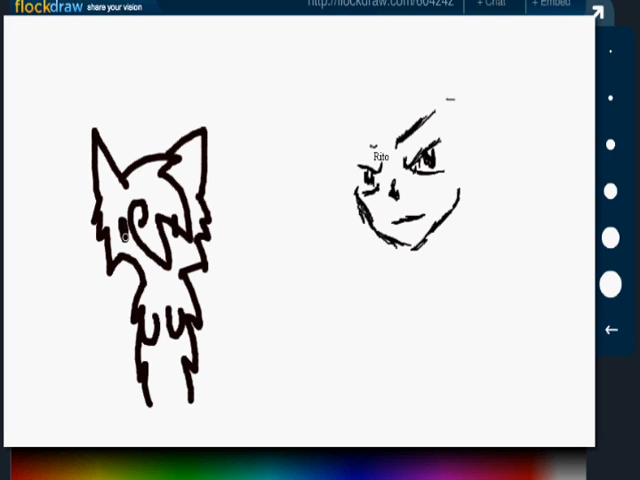 flockdraw share your vision
http://flockdraw.com/604242
+ Chat
+ Embed
Rito